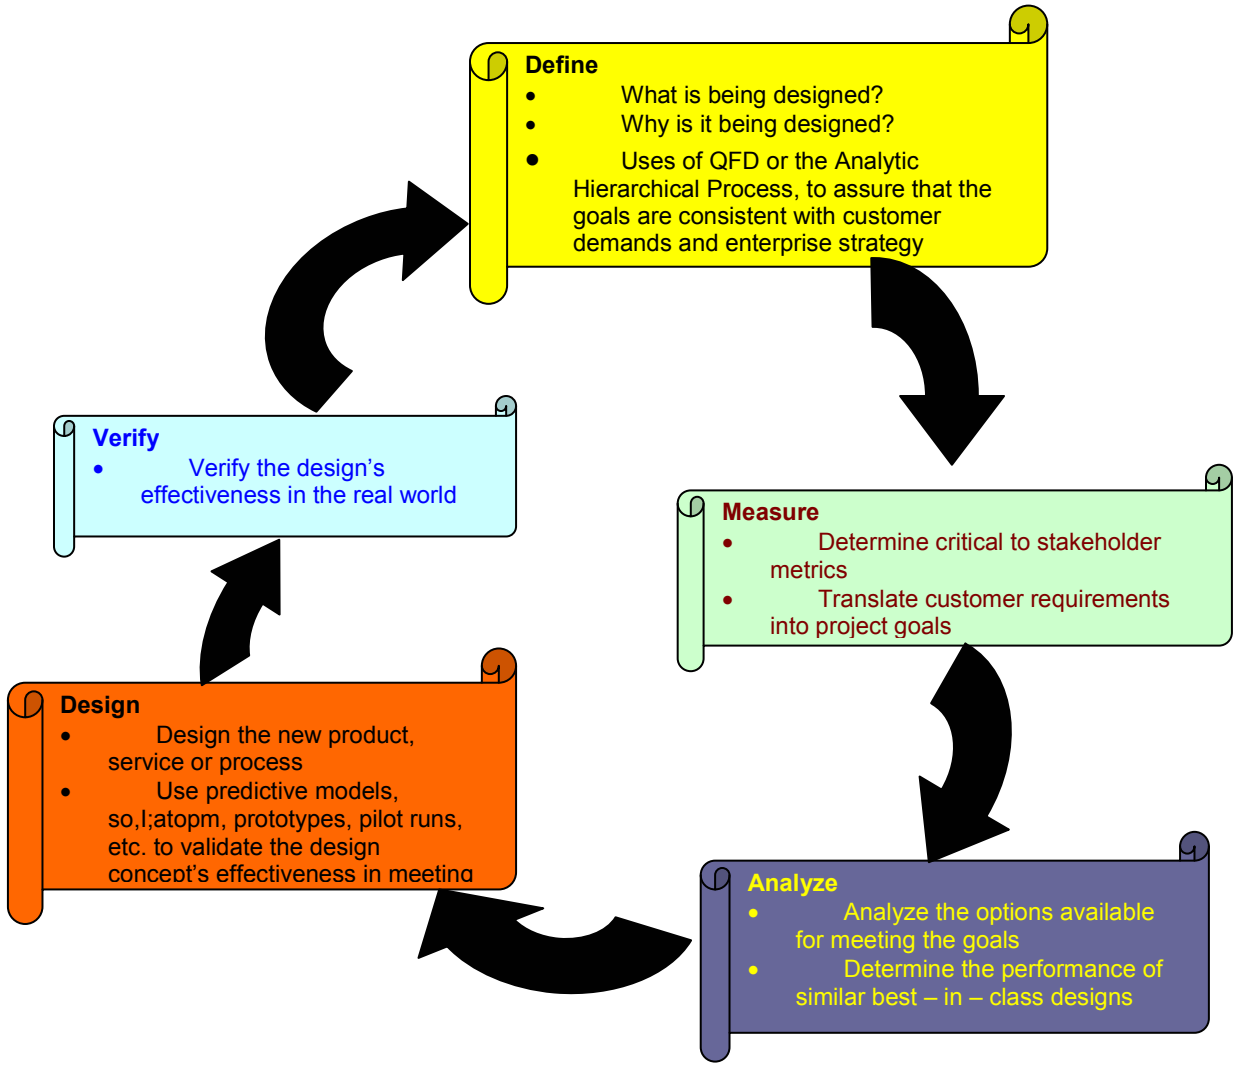 Define
• What is being designed?
• Why is it being designed?
• Uses of QFD or the Analytic
Hierarchical Process, to assure that the
goals are consistent with customer
demands and enterprise strategy
Measure
• Determine critical to stakeholder
metrics
• Translate customer requirements
into project goals
Analyze
• Analyze the options available
for meeting the goals
• Determine the performance of
similar best – in – class designs
Design
• Design the new product,
service or process
• Use predictive models,
so,I;atopm, prototypes, pilot runs,
etc. to validate the design
concept's effectiveness in meeting
Verify
• Verify the design's
effectiveness in the real world